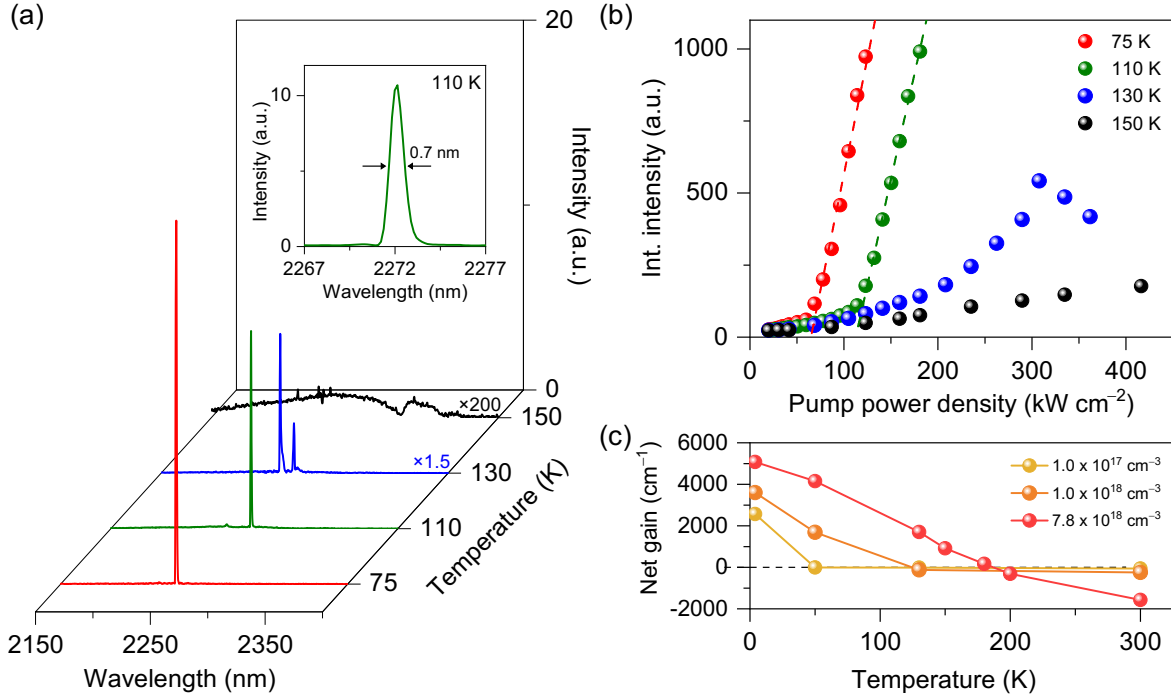 (a)
20
Intensity (a.u.)
0
110 K
10
0
Intensity (a.u.)
0.7 nm
2267
2272
2277
Wavelength (nm)
×200
150
×1.5
130
110
75
Temperature (K)
2150
2250
2350
Wavelength (nm)
(b)
1000
500
0
Int. intensity (a.u.)
75 K
110 K
130 K
150 K
0
100
200
300
400
Pump power density (kW cm⁻²)
(c)
6000
4000
2000
0
-2000
Net gain (cm⁻¹)
1.0 x 10¹⁷ cm⁻³
1.0 x 10¹⁸ cm⁻³
7.8 x 10¹⁸ cm⁻³
0
100
200
300
Temperature (K)